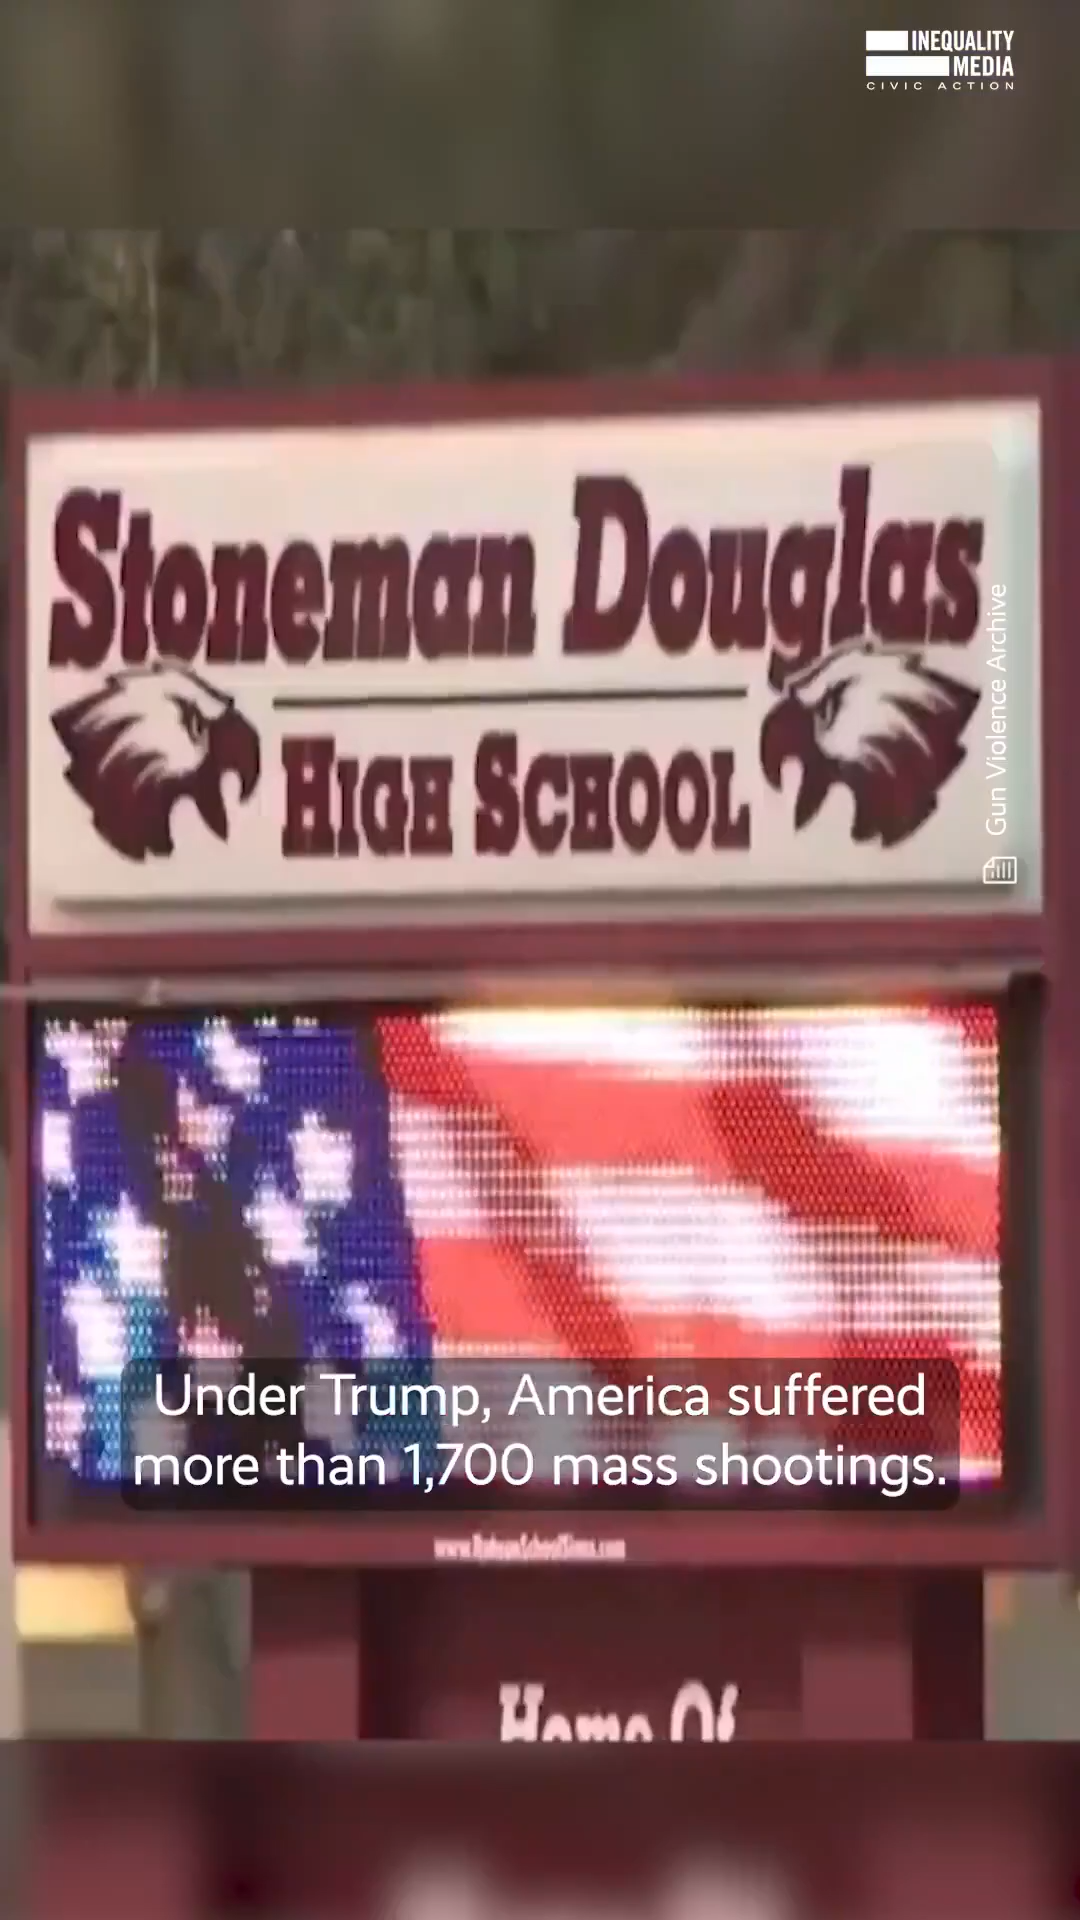 INEQUALITY
MEDIA
CIVIC ACTION
Stoneman Douglas
HIGH SCHOOL
Gun Violence Archive
Under Trump, America suffered
more than 1,700 mass shootings.
Home Of